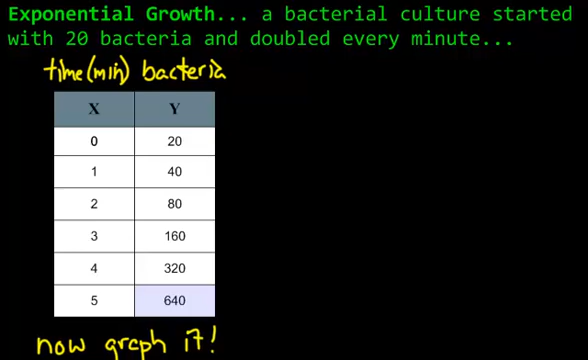 Exponential Growth... a bacterial culture started
with 20 bacteria and doubled every minute...
time(min) bacteria
X Y
0 20
1 40
2 80
3 160
4 320
5 640
now graph it!